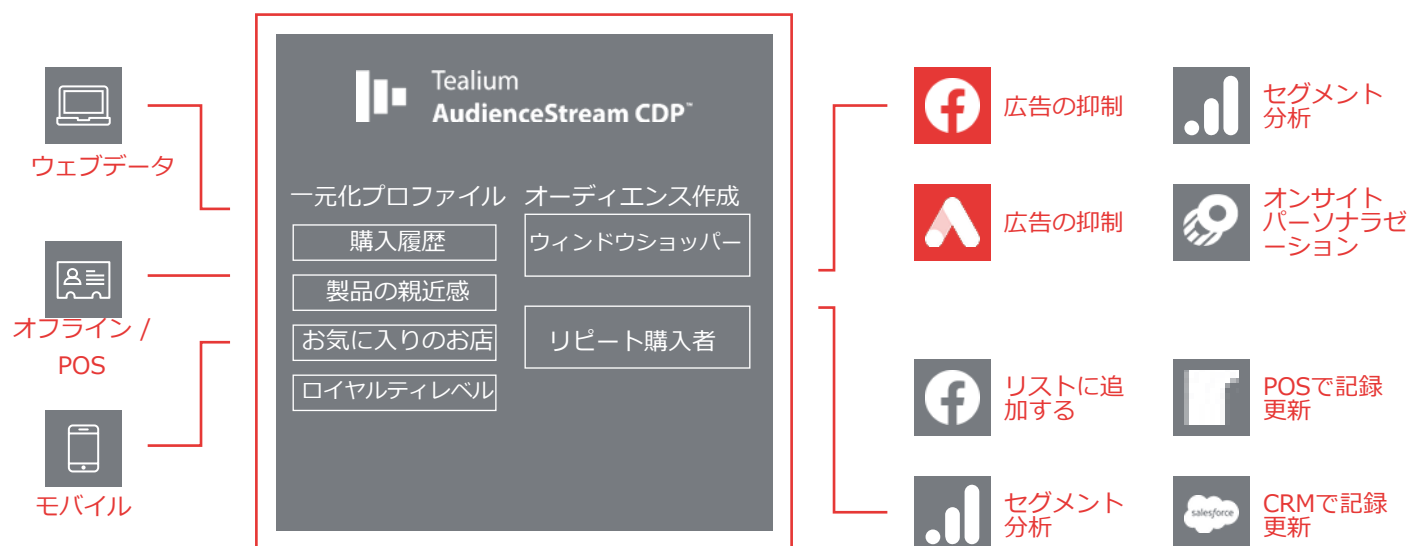 ウェブデータ
オフライン /
POS
モバイル
Tealium
AudienceStream CDP™
一元化プロファイル
購入履歴
製品の親近感
お気に入りのお店
ロイヤルティレベル
オーディエンス作成
ウィンドウショッパー
リピート購入者
広告の抑制
セグメント
分析
広告の抑制
オンサイト
パーソナラゼ
ーション
リストに追
加する
POSで記録
更新
セグメント
分析
salesforce
CRMで記録
更新